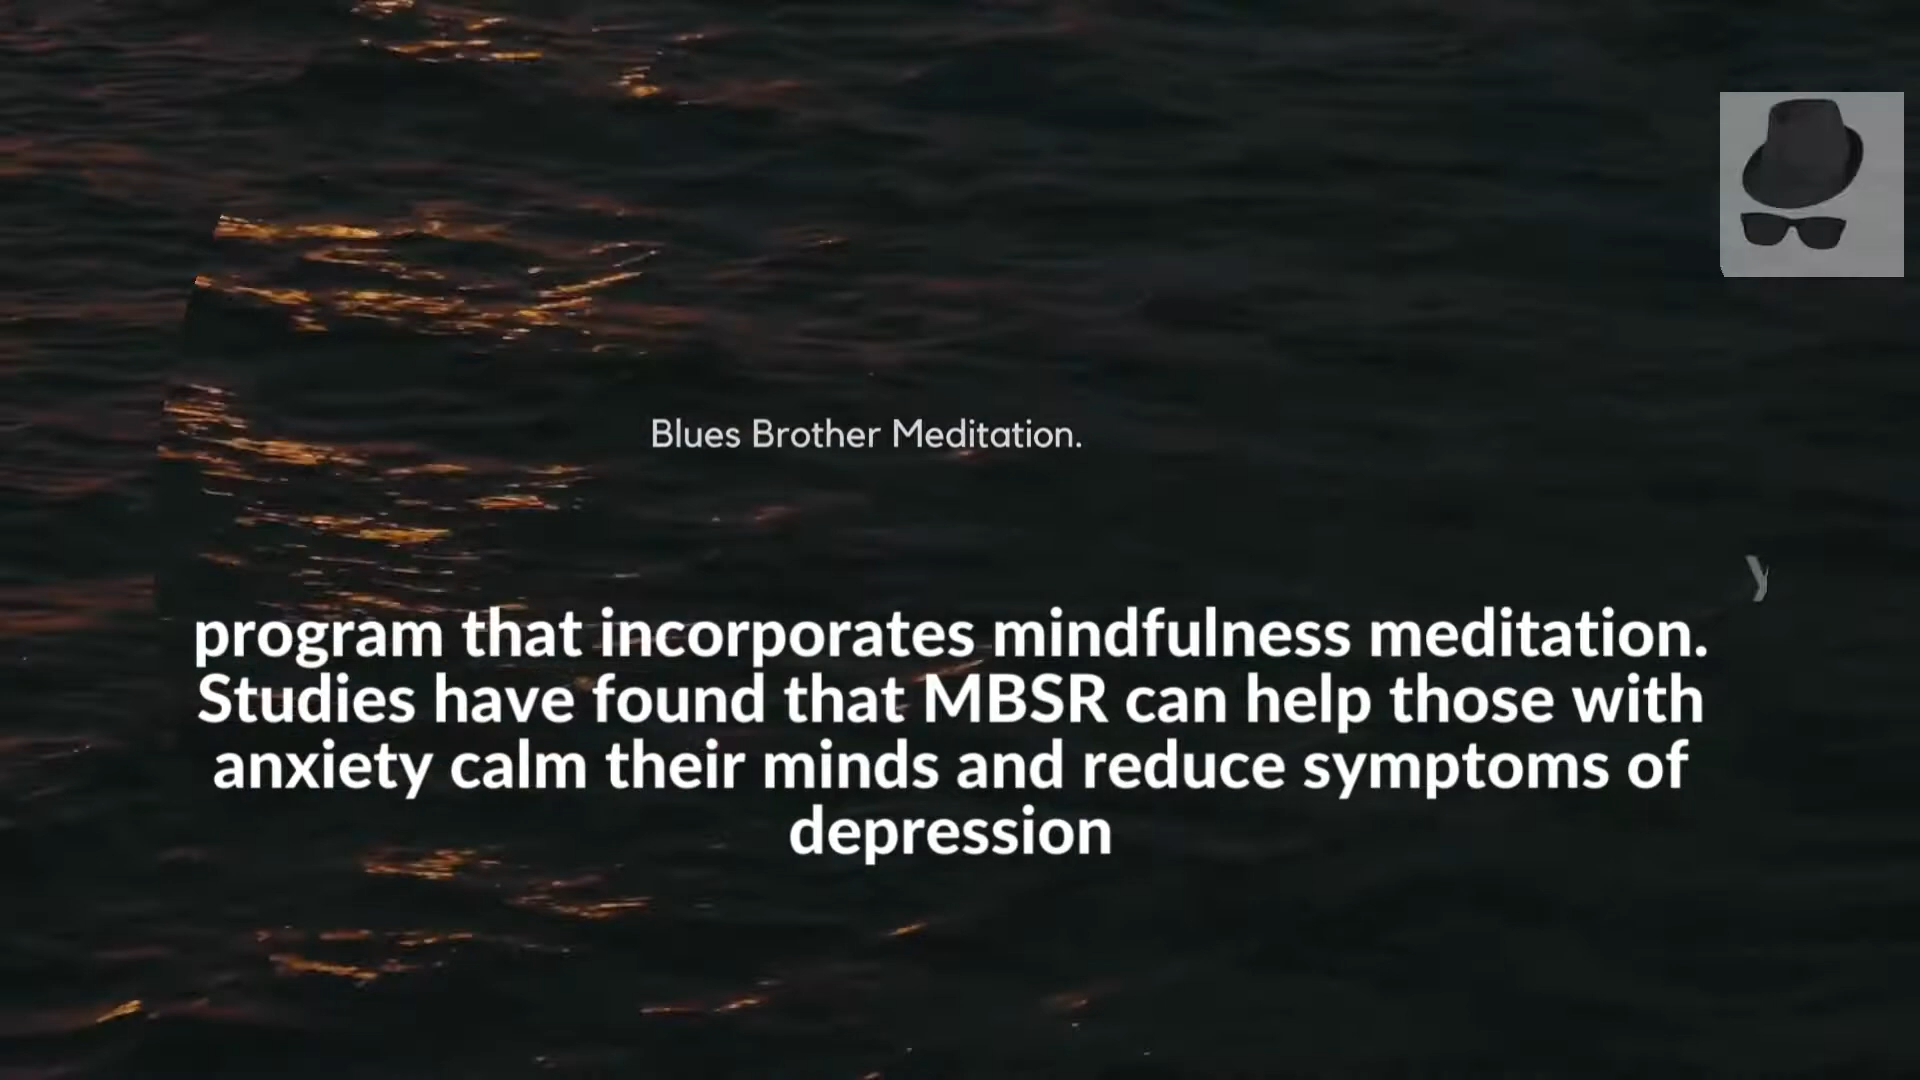 Blues Brother Meditation.
y
program that incorporates mindfulness meditation.
Studies have found that MBSR can help those with
anxiety calm their minds and reduce symptoms of
depression